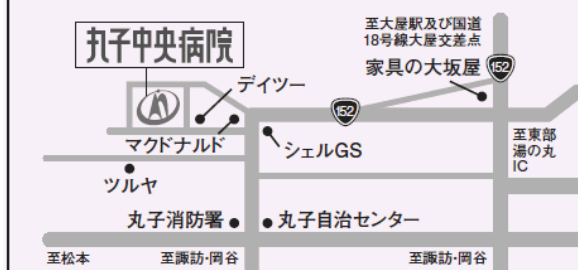 至大屋駅及び国道
18号線大屋交差点
丸子中央病院
家具の大坂屋
152
デイツー
152
マクドナルド
シェルGS
至東部
湯の丸
IC
ツルヤ
丸子消防署
丸子自治センター
至松本
至諏訪・岡谷
至諏訪・岡谷